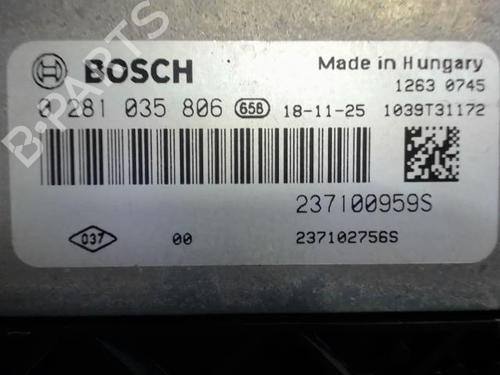 BOSCH
Made in Hungary
1263 0745
0 281 035 806 65B 18-11-25 1039T31172
237100959S
037 00 237102756S
B-PARTS